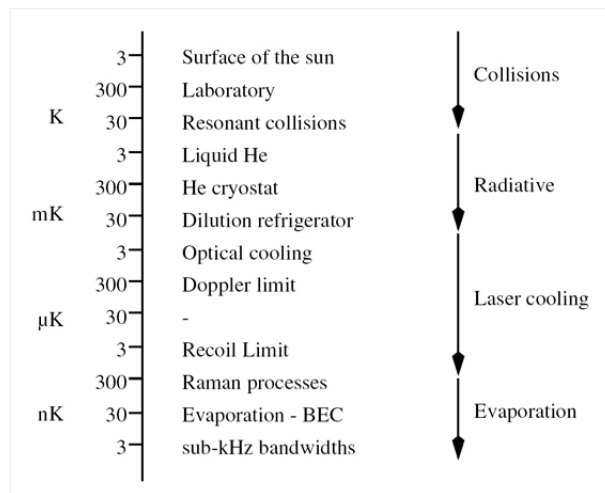 3 Surface of the sun
Collisions
300 Laboratory
K
30 Resonant collisions
3 Liquid He
300 He cryostat
Radiative
mK
30 Dilution refrigerator
3 Optical cooling
300 Doppler limit
Laser cooling
µK
30 -
3 Recoil Limit
300 Raman processes
nK
30 Evaporation - BEC
Evaporation
3 sub-kHz bandwidths